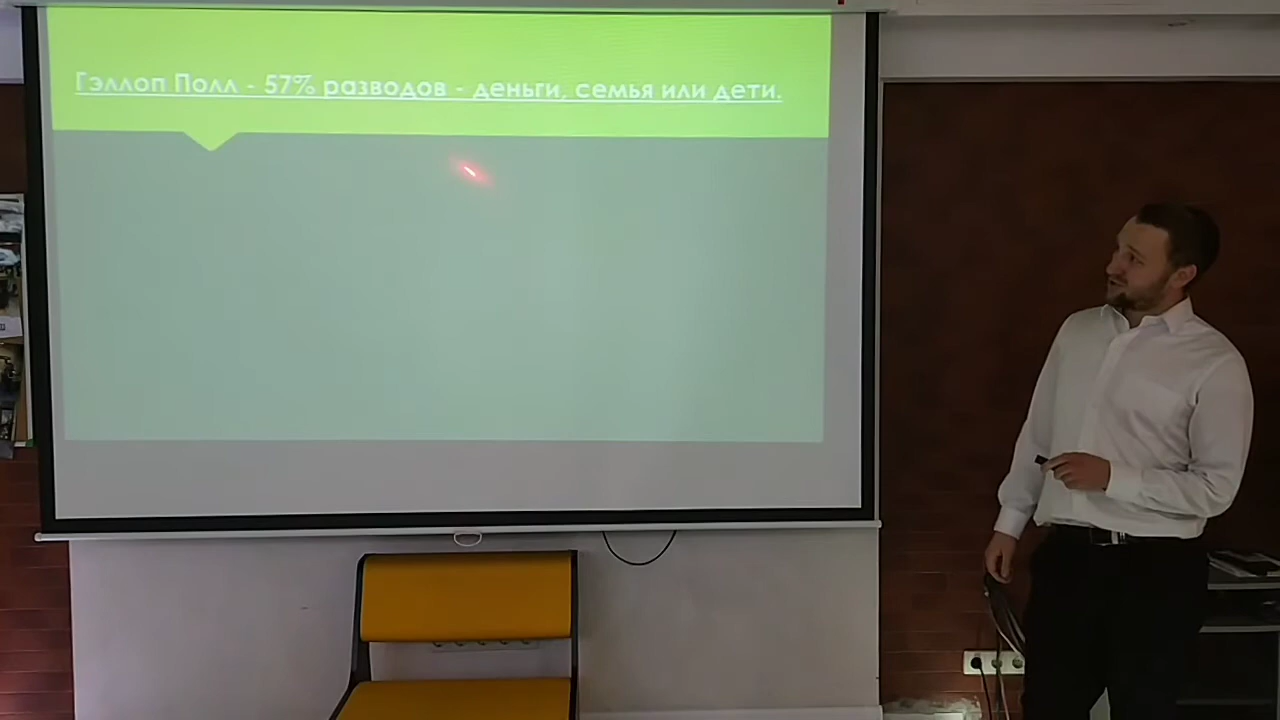 Гэллоп Полл - 57% разводов - деньги, семья или дети.